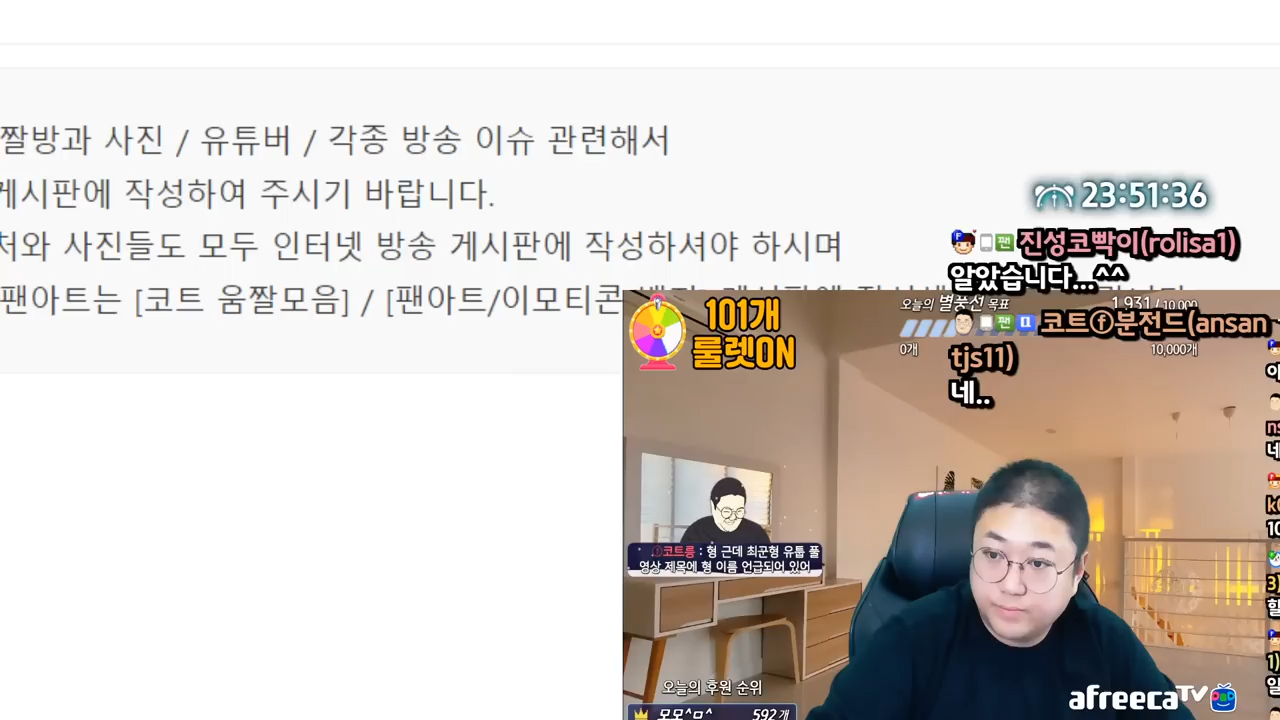 짤방과 사진 / 유튜버 / 각종 방송 이슈 관련해서
게시판에 작성하여 주시기 바랍니다.
처와 사진들도 모두 인터넷 방송 게시판에 작성하셔야 하시며
팬아트는 [코트 움짤모음] / [팬아트/이모티콘
23:51:36
진성코빡이(rolisa1)
알았습니다...^^
101개
룰렛ON
오늘의 별풍선 목표
1,931 / 10,000
0개
10,000개
팬 코트ⓕ분전드(ansan
tjs11)
네..
ⓕ코트릉 : 형 근데 최군형 유튭 풀
영상 제목에 형 이름 언급되어 있어
오늘의 후원 순위
모모^ㅁ^ 592개
afreecaTV